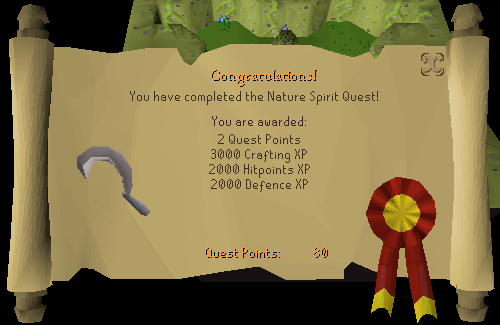 Congratulations!
You have completed the Nature Spirit Quest!
You are awarded:
2 Quest Points
3000 Crafting XP
2000 Hitpoints XP
2000 Defence XP
Quest Points: 80